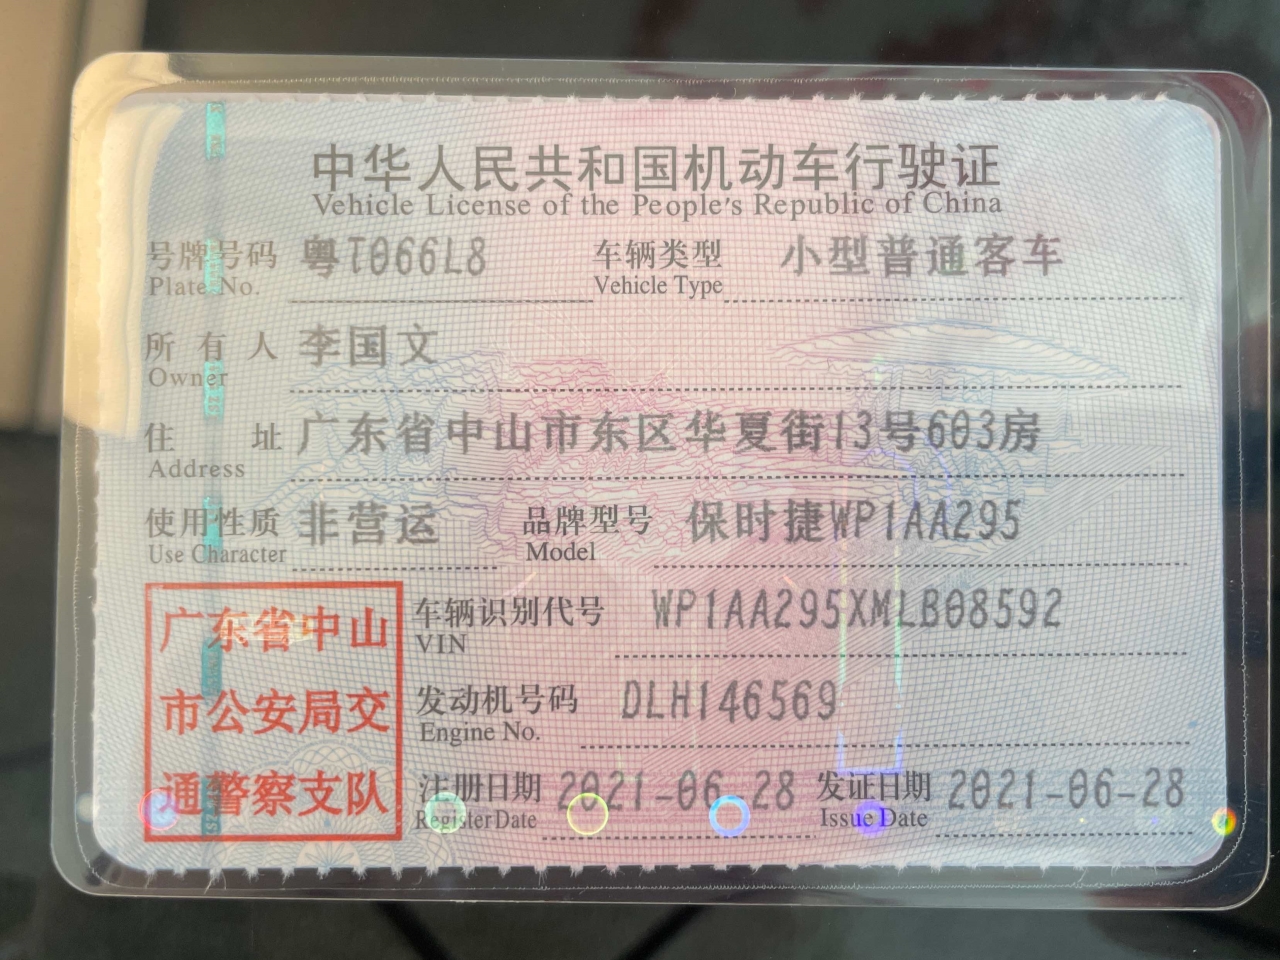 中华人民共和国机动车行驶证
Vehicle License of the People's Republic of China
号牌号码 粤T066L8 车辆类型 小型普通客车
Plate No. Vehicle Type
所有人 李国文
Owner
住址 广东省中山市东区华夏街13号603房
Address
使用性质 非营运 品牌型号 保时捷WP1AA295
Use Character Model
广东省中山
市公安局交
通警察支队
车辆识别代号 WP1AA295XMLB08592
VIN
发动机号码 DLH146569
Engine No.
注册日期 2021-06-28 发证日期 2021-06-28
Register Date Issue Date